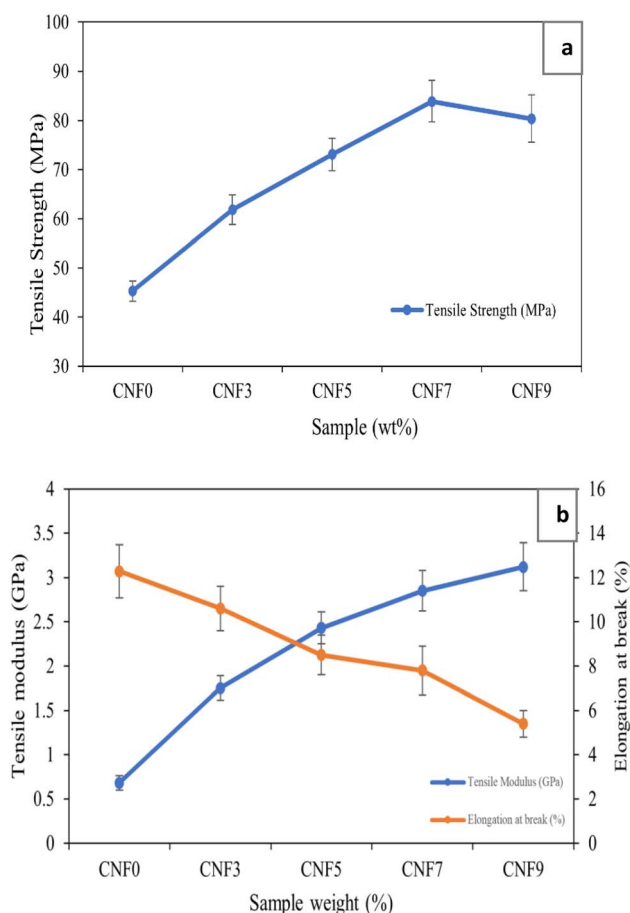 a
100
90
80
70
60
50
40
30
Tensile Strength (MPa)
Tensile Strength (MPa)
CNF0 CNF3 CNF5 CNF7 CNF9
Sample (wt%)
b
4
3.5
3
2.5
2
1.5
1
0.5
0
Tensile modulus (GPa)
16
14
12
10
8
6
4
2
0
Elongation at break (%)
Tensile Modulus (GPa)
Elongation at break (%)
CNF0 CNF3 CNF5 CNF7 CNF9
Sample weight (%)